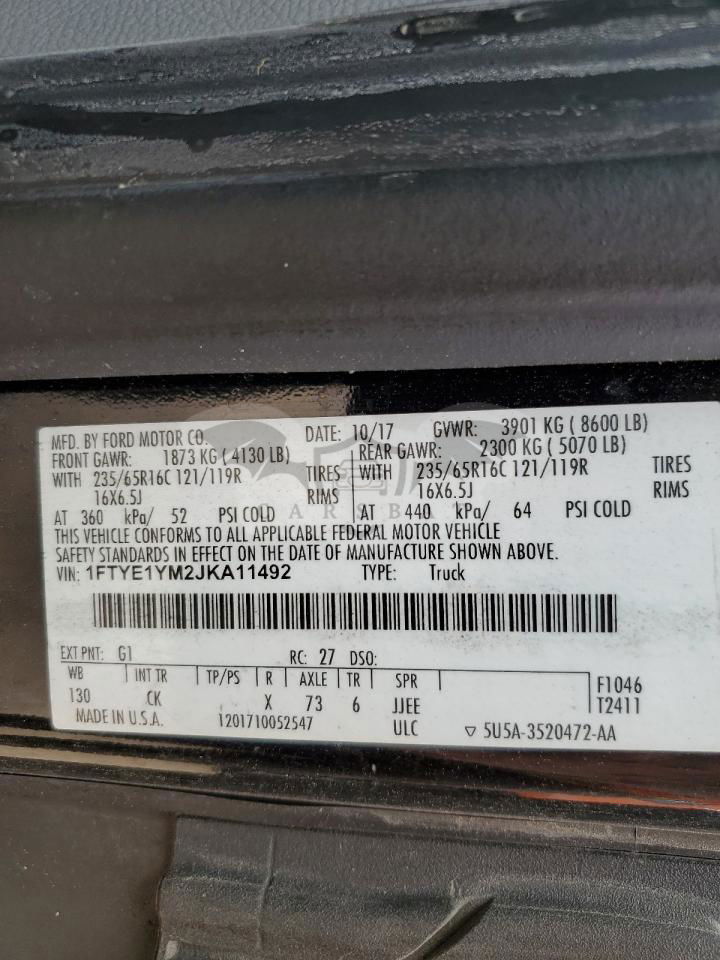 MFD. BY FORD MOTOR CO. DATE: 10/17 GVWR: 3901 KG ( 8600 LB)
FRONT GAWR: 1873 KG ( 4130 LB) REAR GAWR: 2300 KG ( 5070 LB)
WITH 235/65R16C 121/119R TIRES WITH 235/65R16C 121/119R TIRES
16X6.5J RIMS 16X6.5J RIMS
AT 360 kPa/ 52 PSI COLD AT 440 kPa/ 64 PSI COLD
THIS VEHICLE CONFORMS TO ALL APPLICABLE FEDERAL MOTOR VEHICLE
SAFETY STANDARDS IN EFFECT ON THE DATE OF MANUFACTURE SHOWN ABOVE.
VIN: 1FTYE1YM2JKA11492 TYPE: Truck
EXT PNT: G1 RC: 27 DSO:
WB INT TR TP/PS R AXLE TR SPR F1046
130 CK X 73 6 JJEE T2411
MADE IN U.S.A. 1201710052547 ULC ▽ 5U5A-3520472-AA